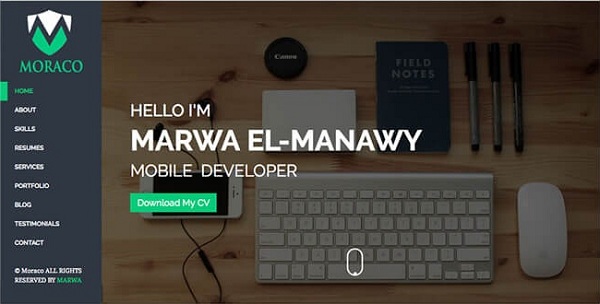 MORACO
HOME
ABOUT
SKILLS
RESUMES
SERVICES
PORTFOLIO
BLOG
TESTIMONIALS
CONTACT
© Moraco ALL RIGHTS
RESERVED BY MARWA
Canon
FIELD
NOTES
HELLO I'M
MARWA EL-MANAWY
MOBILE DEVELOPER
Download My CV